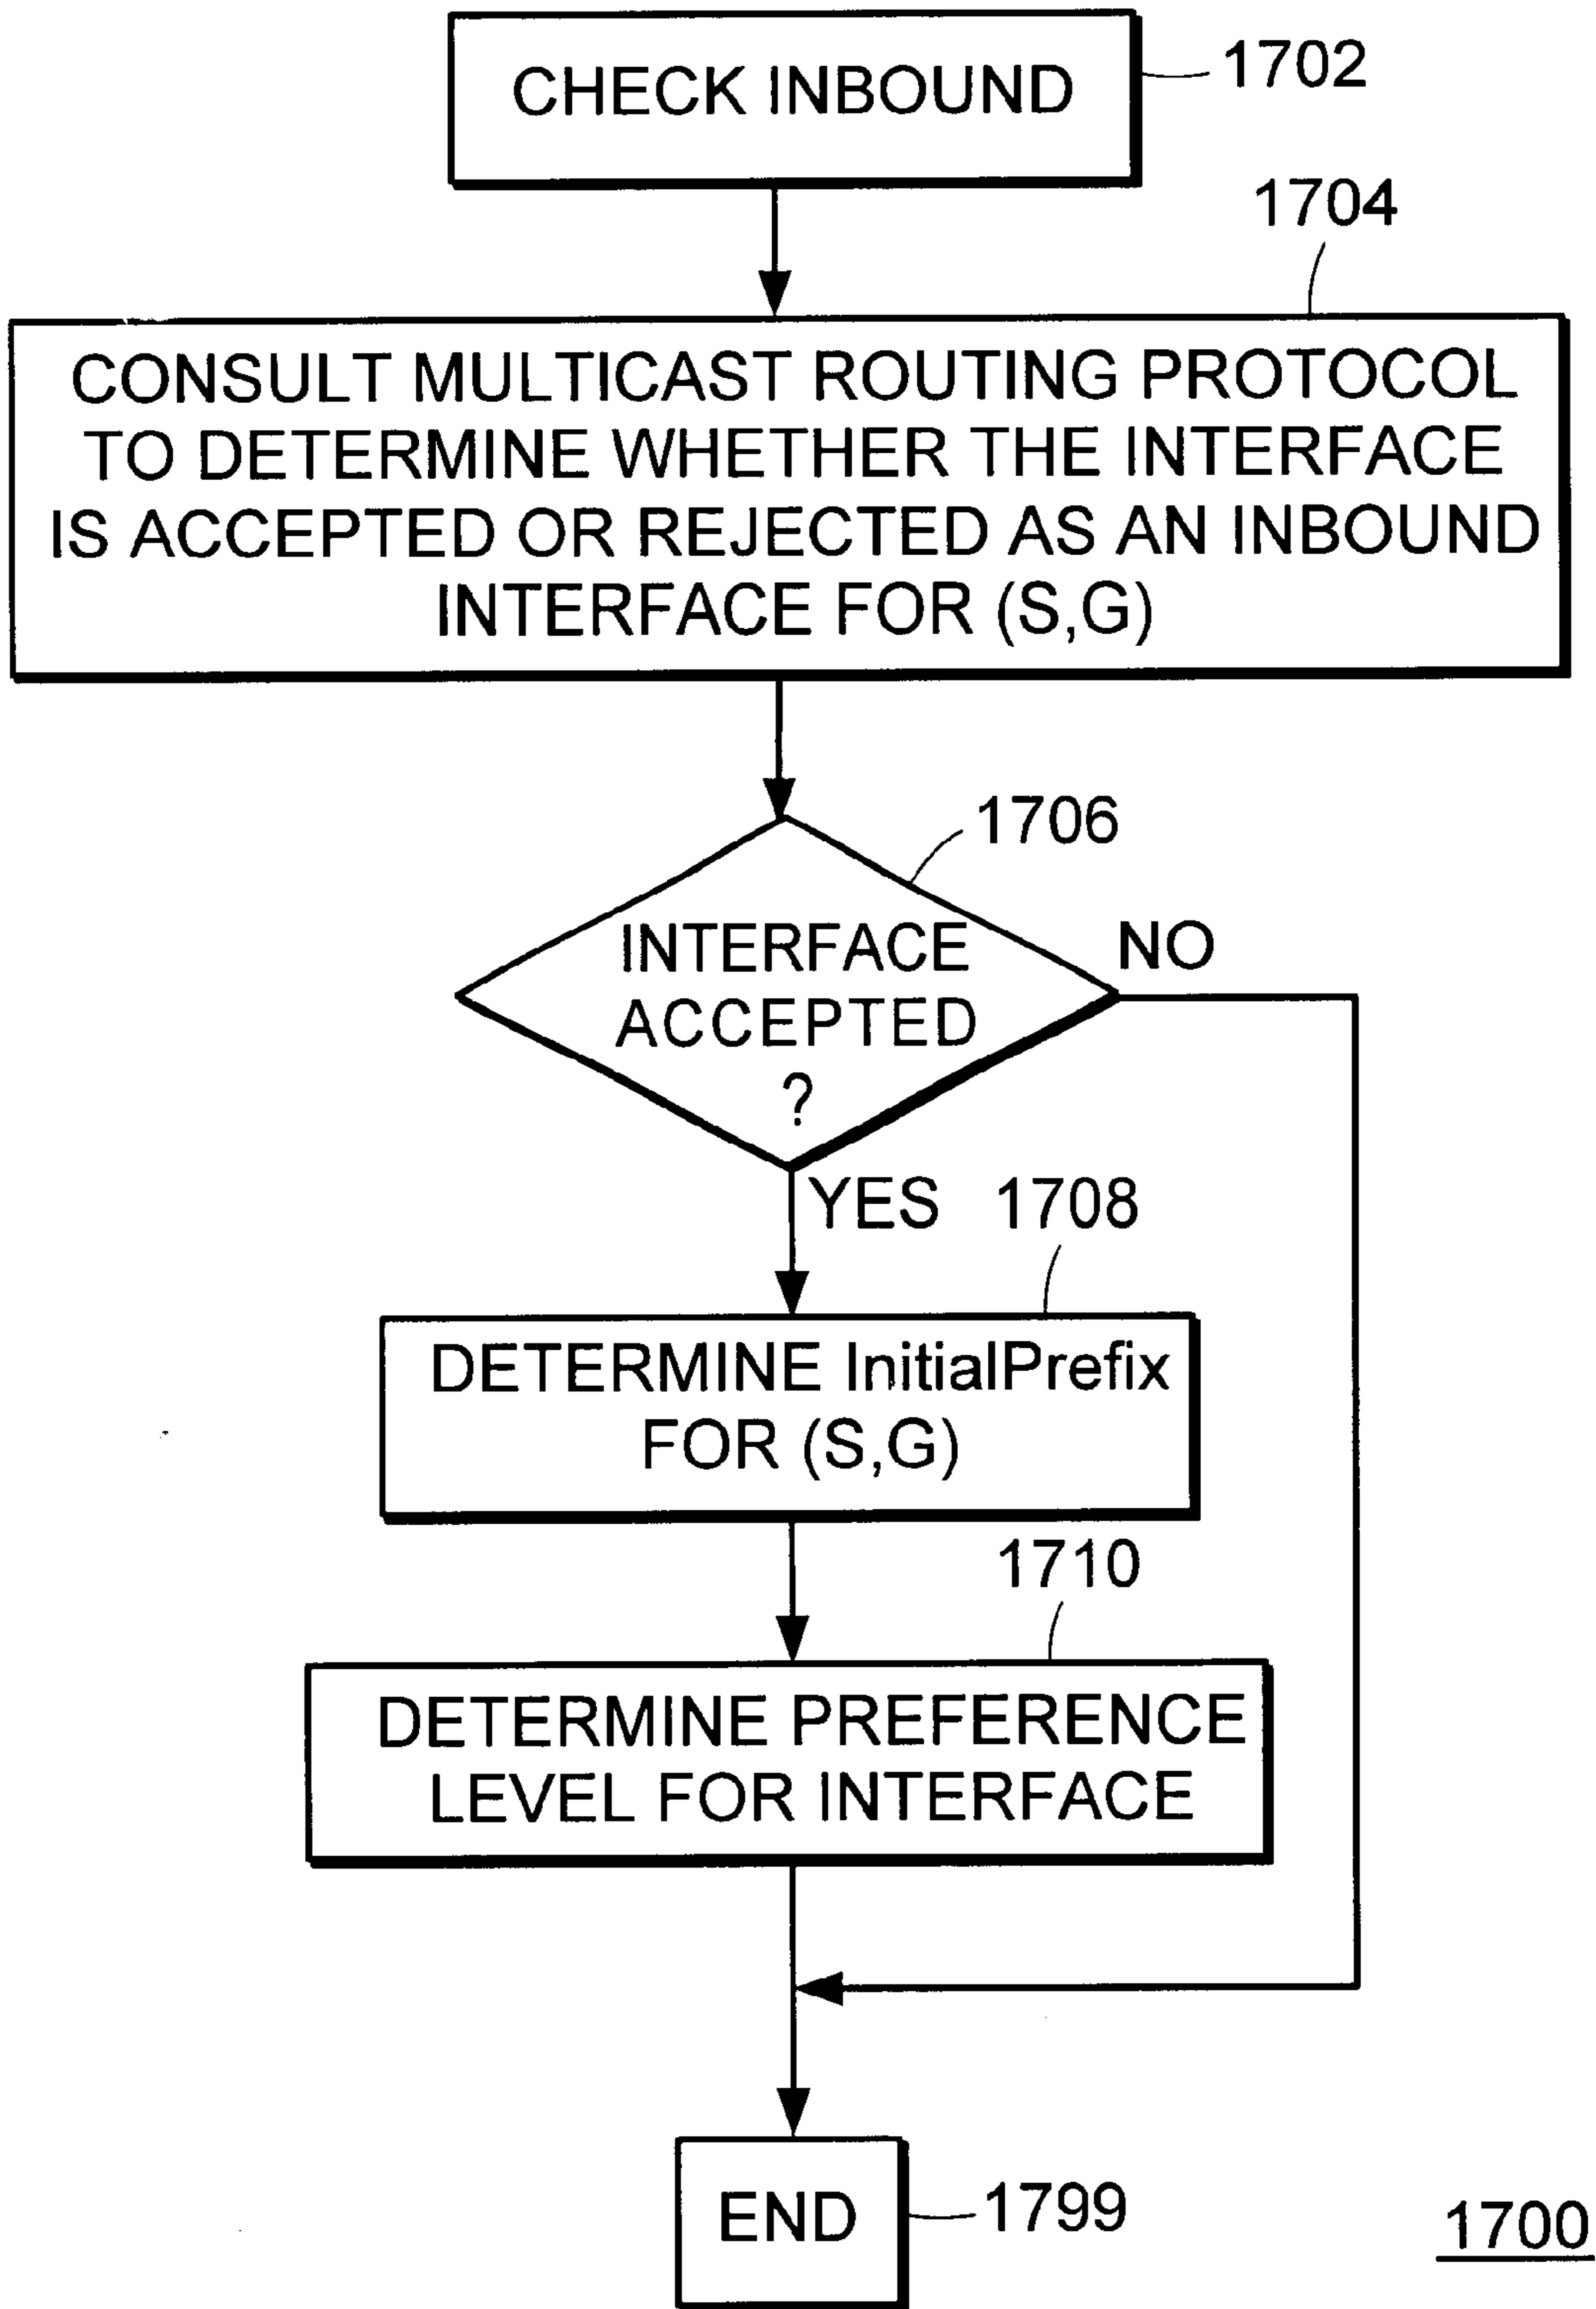 CHECK INBOUND
1702
1704
CONSULT MULTICAST ROUTING PROTOCOL
TO DETERMINE WHETHER THE INTERFACE
IS ACCEPTED OR REJECTED AS AN INBOUND
INTERFACE FOR (S,G)
1706
INTERFACE
ACCEPTED
?
NO
YES
1708
DETERMINE InitialPrefix
FOR (S,G)
1710
DETERMINE PREFERENCE
LEVEL FOR INTERFACE
END
1799
1700